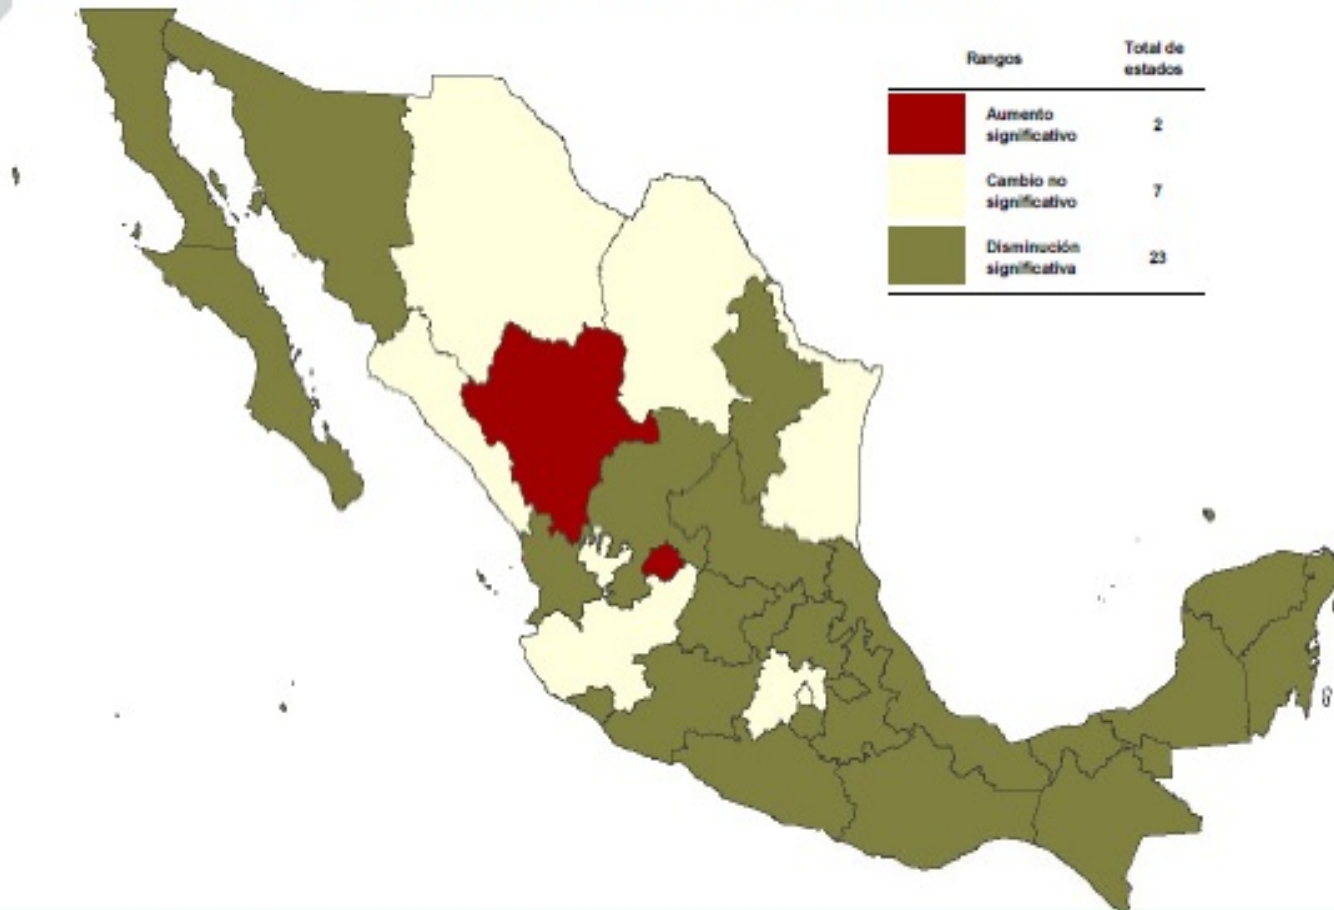 Rangos
Total de
estados
Aumento
significativo
2
Cambio no
significativo
7
Disminución
significativa
23